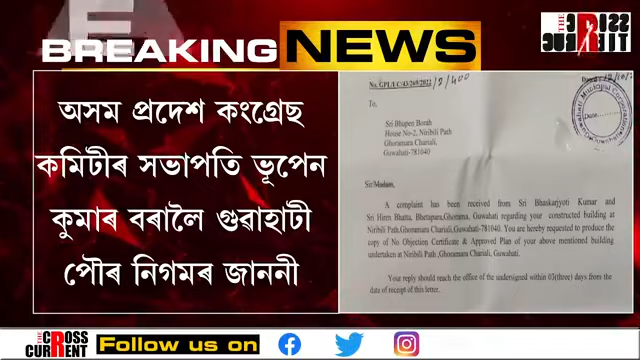 THE CRISS CURRENT
BREAKING NEWS
অসম প্ৰদেশ কংগ্ৰেছ
কমিটীৰ সভাপতি ভূপেন
কুমাৰ বৰালৈ গুৱাহাটী
পৌৰ নিগমৰ জাননী
To,
Sri Bhupen Borah
House No-2, Niribili Path
Ghoramara Chariali,
Guwahati-781040
Sir/Madam,
A complaint has been received from Sri Bhaskarjyoti Kumar and
Sri Hiren Bhatta, Bhetapara,Ghorama, Guwahati regarding your constructed building at
Niribili Path,Ghoramara Chariali,Guwahati-781040. You are hereby requested to produce the
copy of No Objection Certificate & Approved Plan of your above mentioned building
undertaken at Niribili Path ,Ghoramara Chariali, Guwahati.
Your reply should reach the office of the undersigned within 03(three) days from the
date of receipt of this letter.
THE CROSS CURRENT
Follow us on